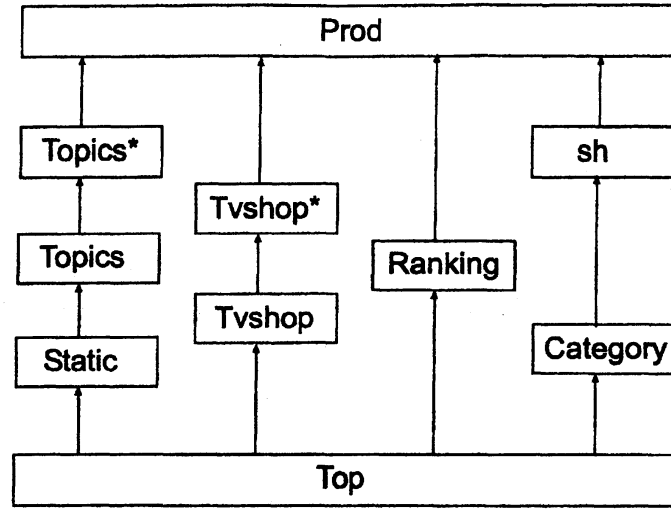 Prod
Topics*
sh
Tvshop*
Topics
Ranking
Tvshop
Static
Category
Top